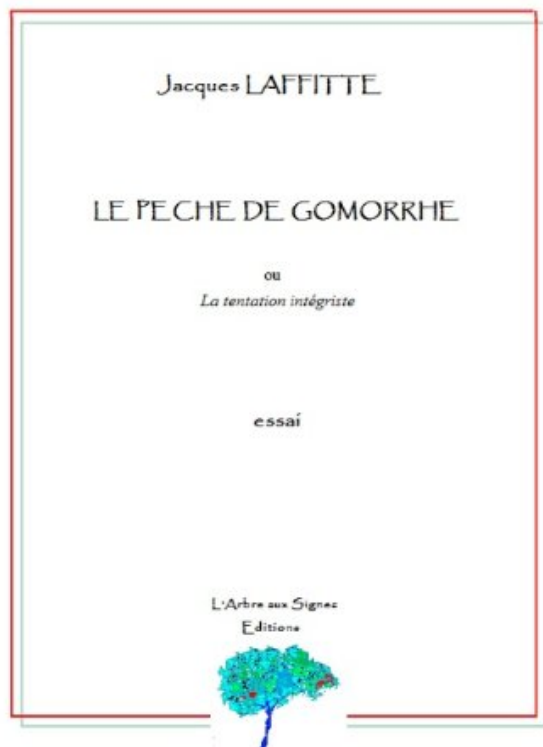 Jacques LAFFITTE
LE PECHE DE GOMORRHE
ou
La tentation intégriste
essai
L'Arbre aux Signes
Editions